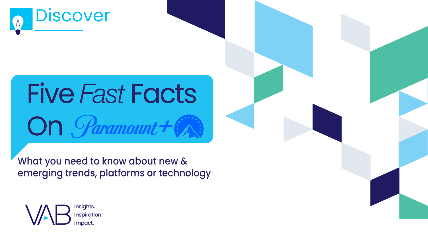 Discover
Five Fast Facts
On Paramount+
What you need to know about new &
emerging trends, platforms or technology
VAB
Insights.
Inspiration.
Impact.